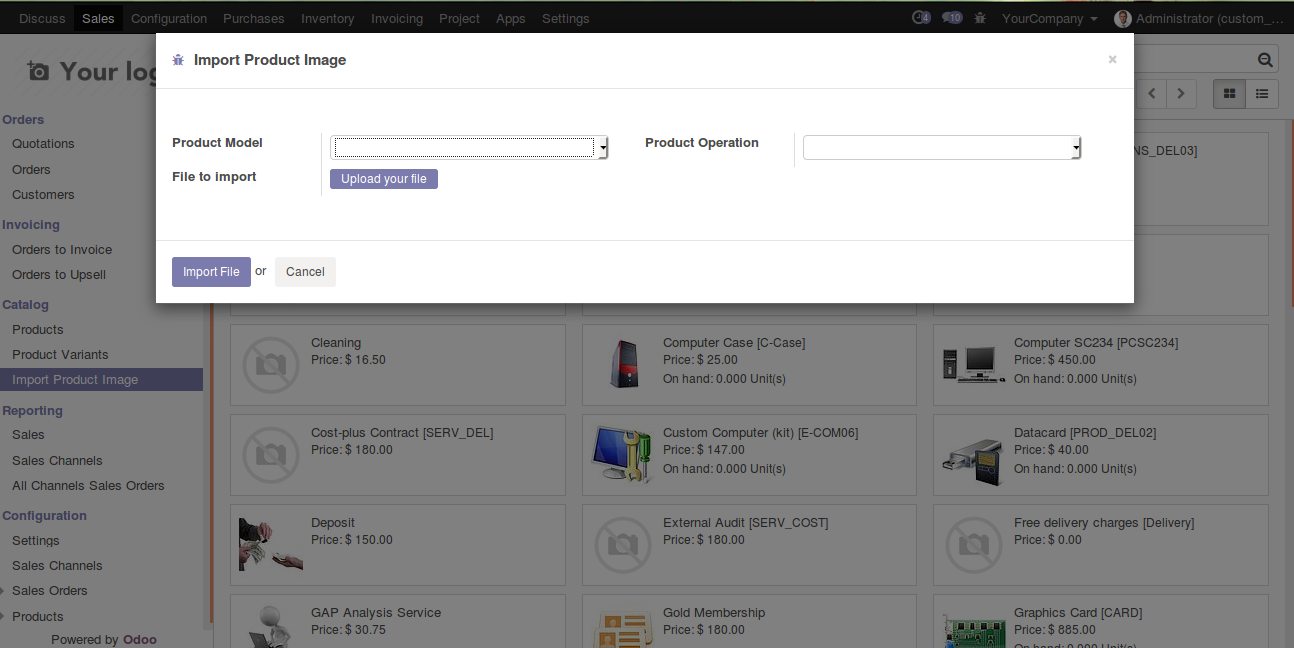 Discuss Sales Configuration Purchases Inventory Invoicing Project Apps Settings 4 10 YourCompany Administrator (custom_...
Your log
Import Product Image ×
Product Model
Product Operation
File to import Upload your file
Import File or Cancel
Orders
Quotations
Orders
Customers
Invoicing
Orders to Invoice
Orders to Upsell
Catalog
Products
Product Variants
Import Product Image
Reporting
Sales
Sales Channels
All Channels Sales Orders
Configuration
Settings
Sales Channels
Sales Orders
Products
Powered by Odoo
NS_DEL03]
Cleaning
Price: $ 16.50
Computer Case [C-Case]
Price: $ 25.00
On hand: 0.000 Unit(s)
Computer SC234 [PCSC234]
Price: $ 450.00
On hand: 0.000 Unit(s)
Cost-plus Contract [SERV_DEL]
Price: $ 180.00
Custom Computer (kit) [E-COM06]
Price: $ 147.00
On hand: 0.000 Unit(s)
Datacard [PROD_DEL02]
Price: $ 40.00
On hand: 0.000 Unit(s)
Deposit
Price: $ 150.00
External Audit [SERV_COST]
Price: $ 180.00
Free delivery charges [Delivery]
Price: $ 0.00
GAP Analysis Service
Price: $ 30.75
Gold Membership
Price: $ 180.00
Graphics Card [CARD]
Price: $ 885.00
On hand: 0.000 Unit(s)